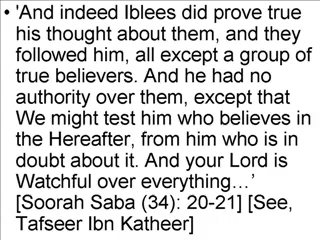 • 'And indeed Iblees did prove true
his thought about them, and they
followed him, all except a group of
true believers. And he had no
authority over them, except that
We might test him who believes in
the Hereafter, from him who is in
doubt about it. And your Lord is
Watchful over everything…'
[Soorah Saba (34): 20-21] [See,
Tafseer Ibn Katheer]